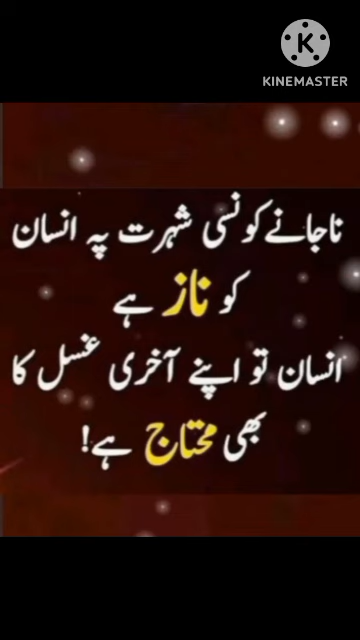 KINEMASTER
ناجانے کونسی شہرت پہ انسان
کو ناز ہے
انسان تو اپنے آخری غسل کا
بھی محتاج ہے!